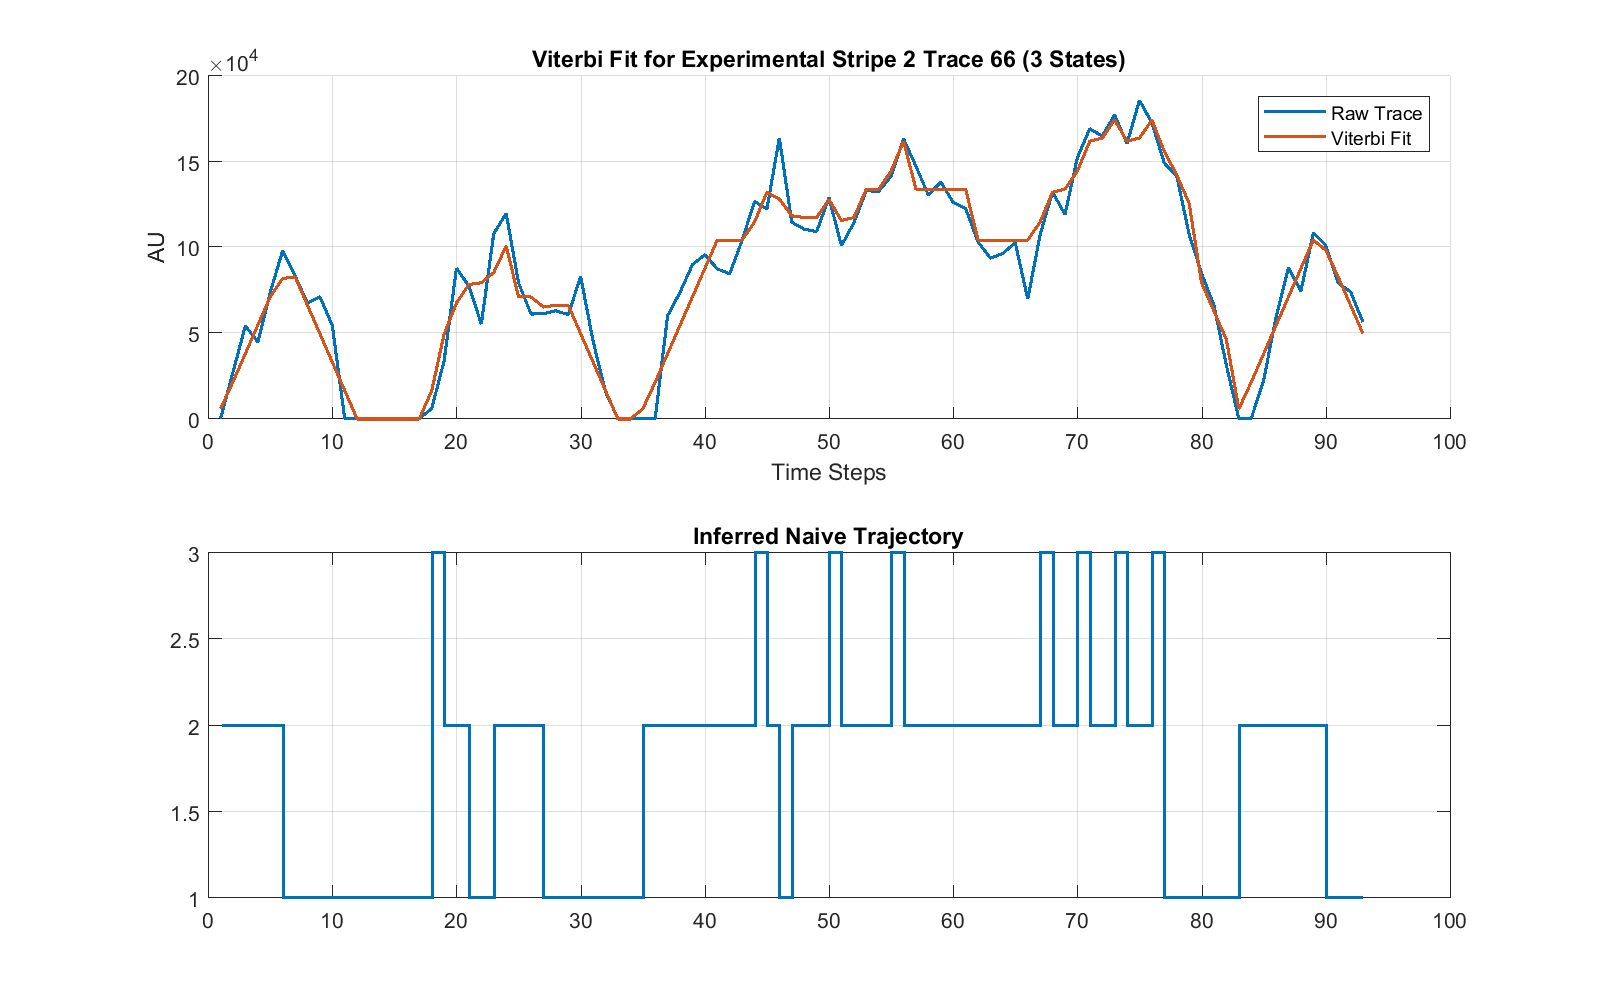 Viterbi Fit for Experimental Stripe 2 Trace 66 (3 States)
×10^4
20
15
10
5
0
AU
Raw Trace
Viterbi Fit
0 10 20 30 40 50 60 70 80 90 100
Time Steps
Inferred Naive Trajectory
3
2.5
2
1.5
1
0 10 20 30 40 50 60 70 80 90 100